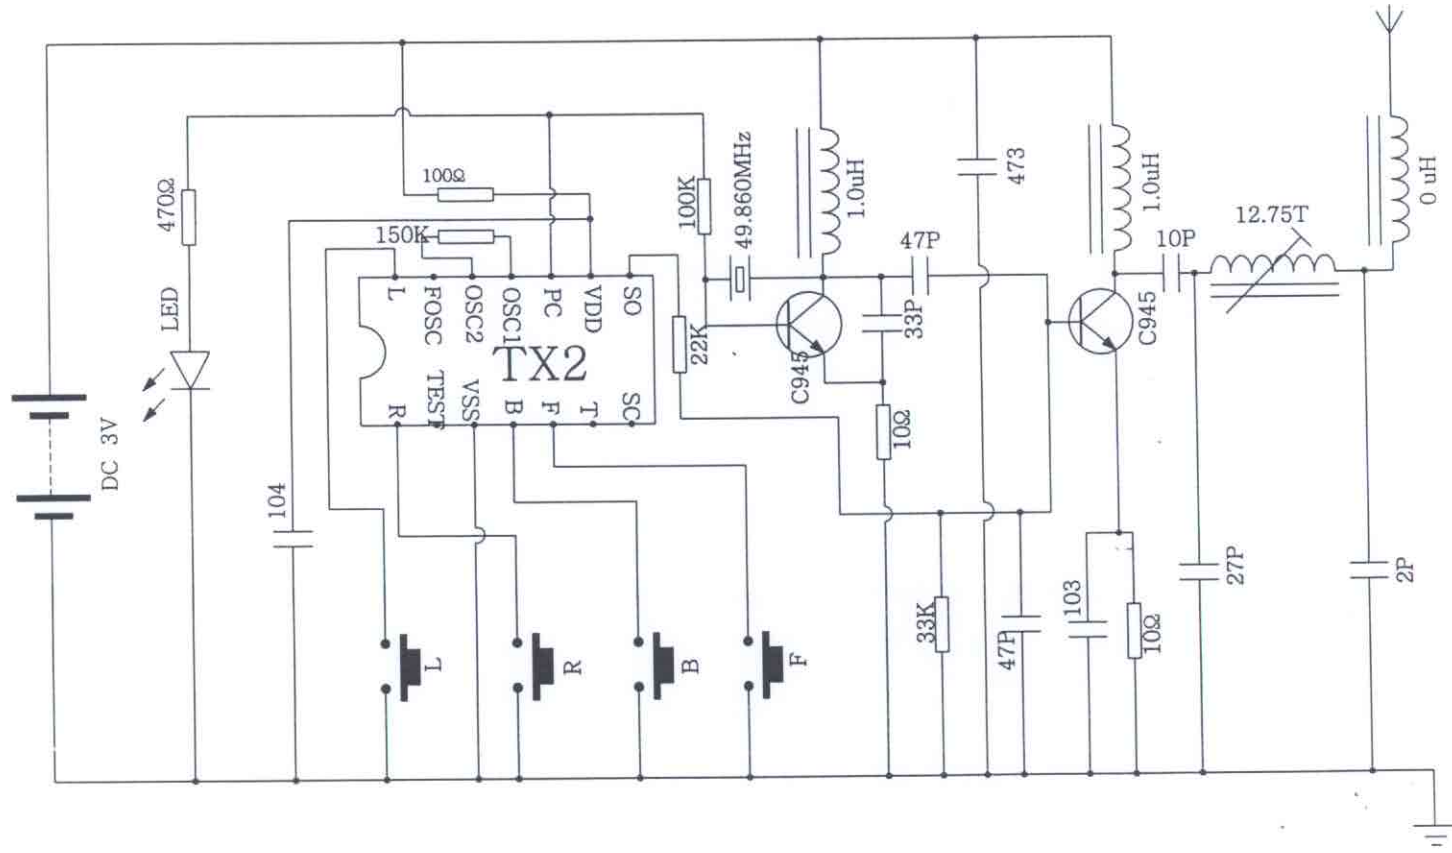 470Ω
LED
DC 3V
104
100Ω
150K
L
FOSC
OSC2
OSC1
PC
VDD
SO
TX2
R
TEST
VSS
B
F
T
SC
L
R
B
F
22K
100K
49.860MHz
1.0uH
C945
33P
47P
10Ω
473
33K
47P
1.0uH
C945
10P
103
10Ω
12.75T
27P
2P
0 uH